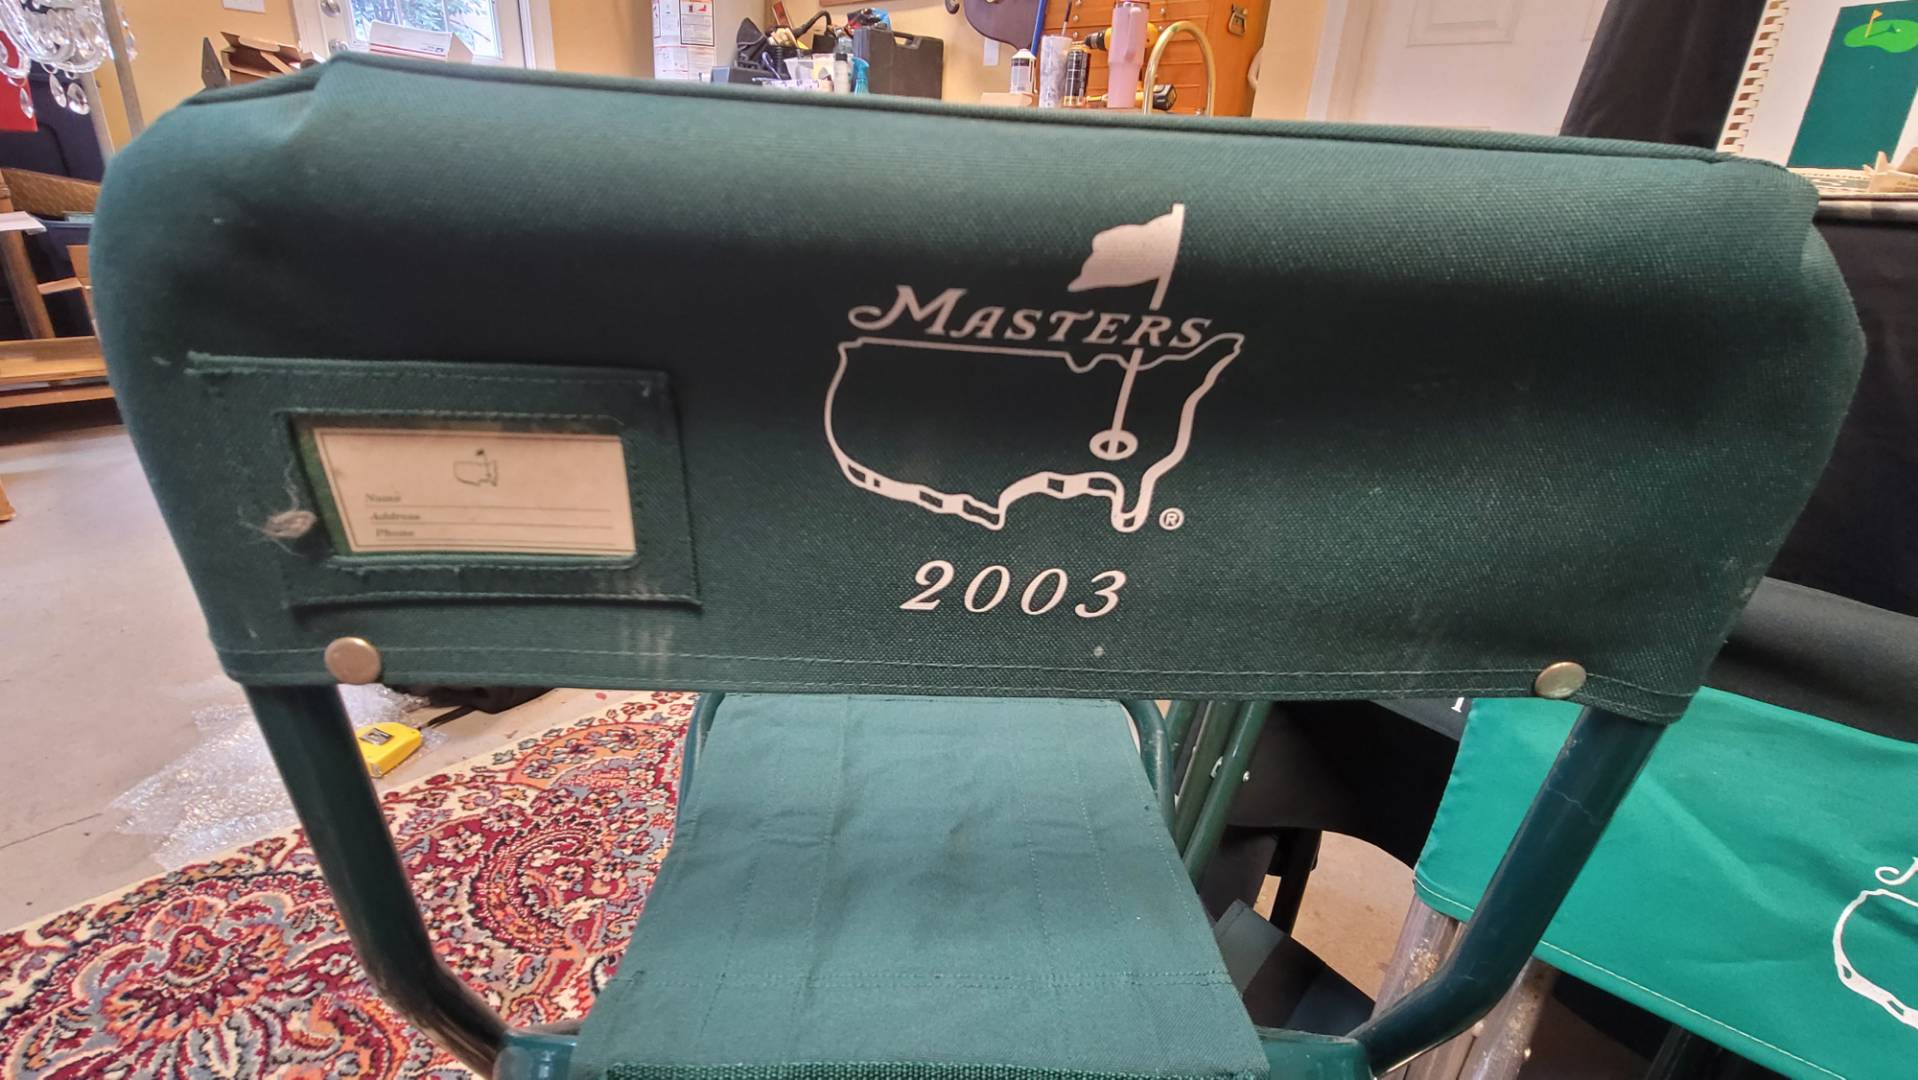 MASTERS
®
2003
Name
Address
Phone